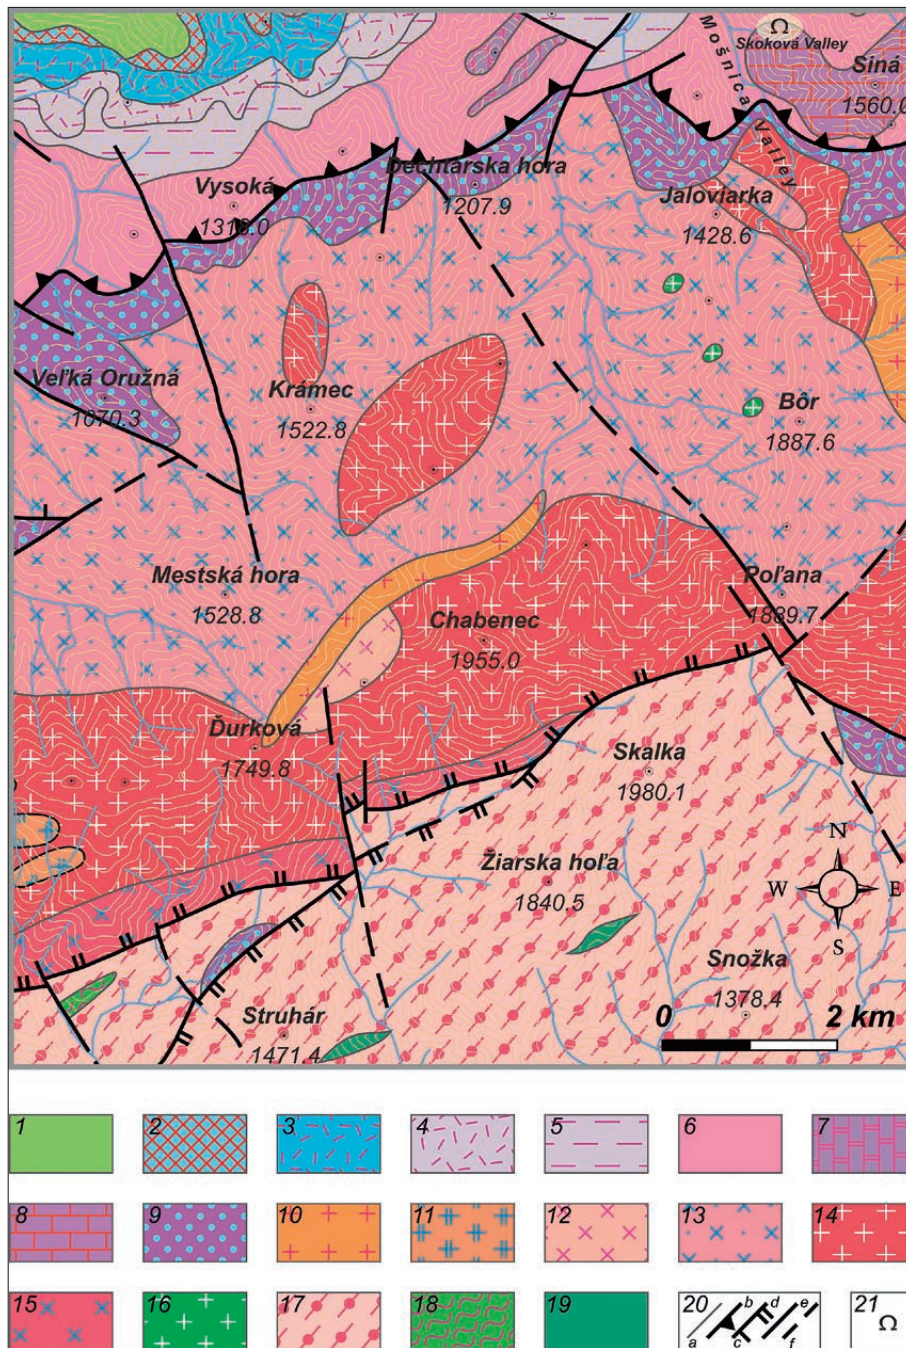 Mošnica
Valley
Ω
Skoková Valley
Siná
1560.0
Dechtárska hora
1207.9
Vysoká
1318.0
Jaloviarka
1428.6
Veľká Oružná
1070.3
Krámec
1522.8
Bôr
1887.6
Mestská hora
1528.8
Poľana
1889.7
Chabenec
1955.0
Ďurková
1749.8
Skalka
1980.1
Žiarska hoľa
1840.5
N
W
E
S
Snožka
1378.4
0
2 km
Struhár
1471.4
1
2
3
4
5
6
7
8
9
10
11
12
13
14
15
16
17
18
19
20
a
b
c
d
e
f
21
Ω